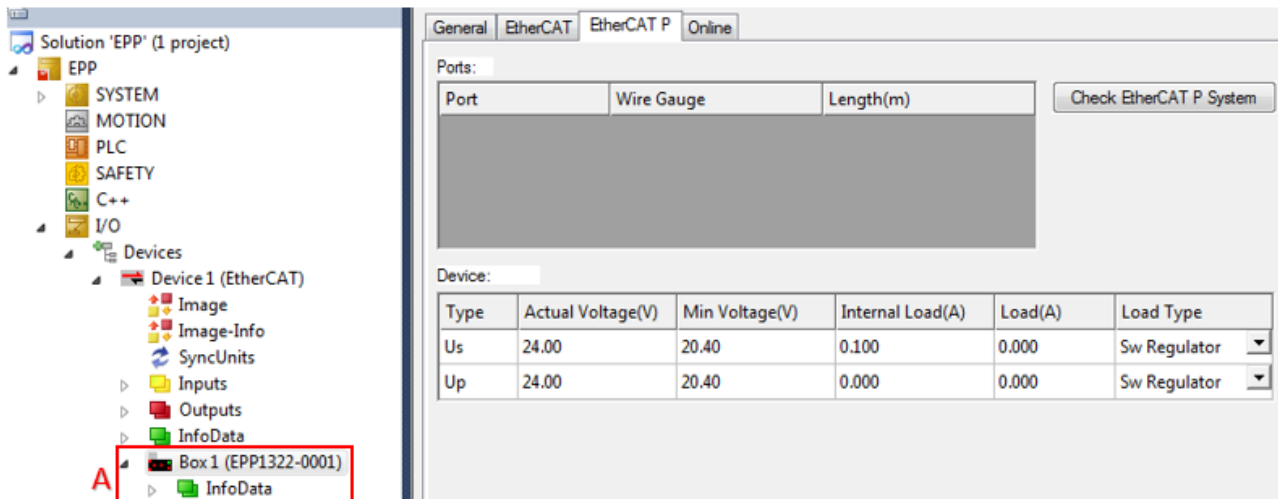 Solution 'EPP' (1 project)
EPP
SYSTEM
MOTION
PLC
SAFETY
C++
I/O
Devices
Device 1 (EtherCAT)
Image
Image-Info
SyncUnits
Inputs
Outputs
InfoData
A
Box 1 (EPP1322-0001)
InfoData
General EtherCAT EtherCAT P Online
Ports:
Port Wire Gauge Length(m)
Check EtherCAT P System
Device:
Type Actual Voltage(V) Min Voltage(V) Internal Load(A) Load(A) Load Type
Us 24.00 20.40 0.100 0.000 Sw Regulator
Up 24.00 20.40 0.000 0.000 Sw Regulator